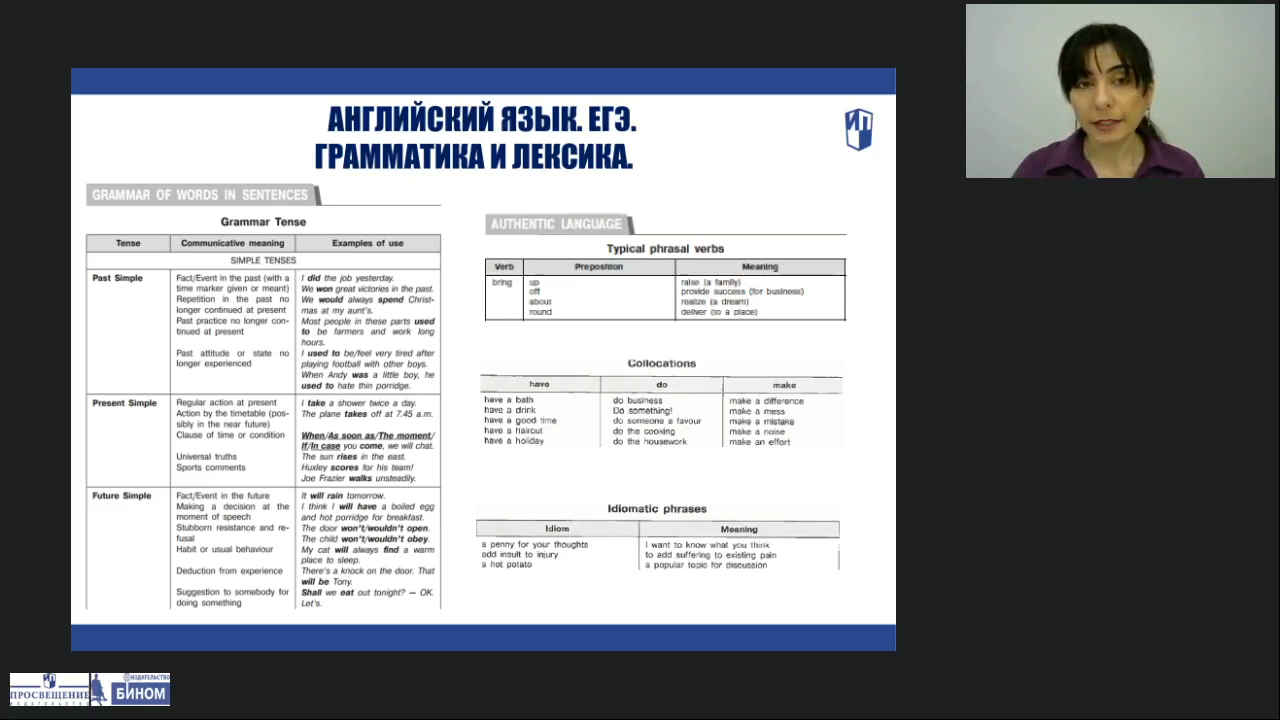 АНГЛИЙСКИЙ ЯЗЫК. ЕГЭ.
ГРАММАТИКА И ЛЕКСИКА.
ИП
GRAMMAR OF WORDS IN SENTENCES
Grammar Tense
Tense Communicative meaning Examples of use
SIMPLE TENSES
Past Simple
Fact/Event in the past (with a
time marker given or meant)
Repetition in the past no
longer continued at present
Past practice no longer con-
tinued at present
Past attitude or state no
longer experienced
I did the job yesterday.
We won great victories in the past.
We would always spend Christ-
mas at my aunt's.
Most people in these parts used
to be farmers and work long
hours.
I used to be/feel very tired after
playing football with other boys.
When Andy was a little boy, he
used to hate thin porridge.
Present Simple
Regular action at present
Action by the timetable (pos-
sibly in the near future)
Clause of time or condition
Universal truths
Sports comments
I take a shower twice a day.
The plane takes off at 7.45 a.m.
When/As soon as/The moment/
If/In case you come, we will chat.
The sun rises in the east.
Huxley scores for his team!
Joe Frazier walks unsteadily.
Future Simple
Fact/Event in the future
Making a decision at the
moment of speech
Stubborn resistance and re-
fusal
Habit or usual behaviour
Deduction from experience
Suggestion to somebody for
doing something
It will rain tomorrow.
I think I will have a boiled egg
and hot porridge for breakfast.
The door won't/wouldn't open.
The child won't/wouldn't obey.
My cat will always find a warm
place to sleep.
There's a knock on the door. That
will be Tony.
Shall we eat out tonight? — OK.
Let's.
AUTHENTIC LANGUAGE
Typical phrasal verbs
Verb Preposition Meaning
bring up raise (a family)
off provide success (for business)
about realize (a dream)
round deliver (to a place)
Collocations
have do make
have a bath do business make a difference
have a drink Do something! make a mess
have a good time do someone a favour make a mistake
have a haircut do the cooking make a noise
have a holiday do the housework make an effort
Idiomatic phrases
Idiom Meaning
a penny for your thoughts I want to know what you think
add insult to injury to add suffering to existing pain
a hot potato a popular topic for discussion
ПРОСВЕЩЕНИЕ
ИЗДАТЕЛЬСТВО
ИЗДАТЕЛЬСТВО
БИНОМ